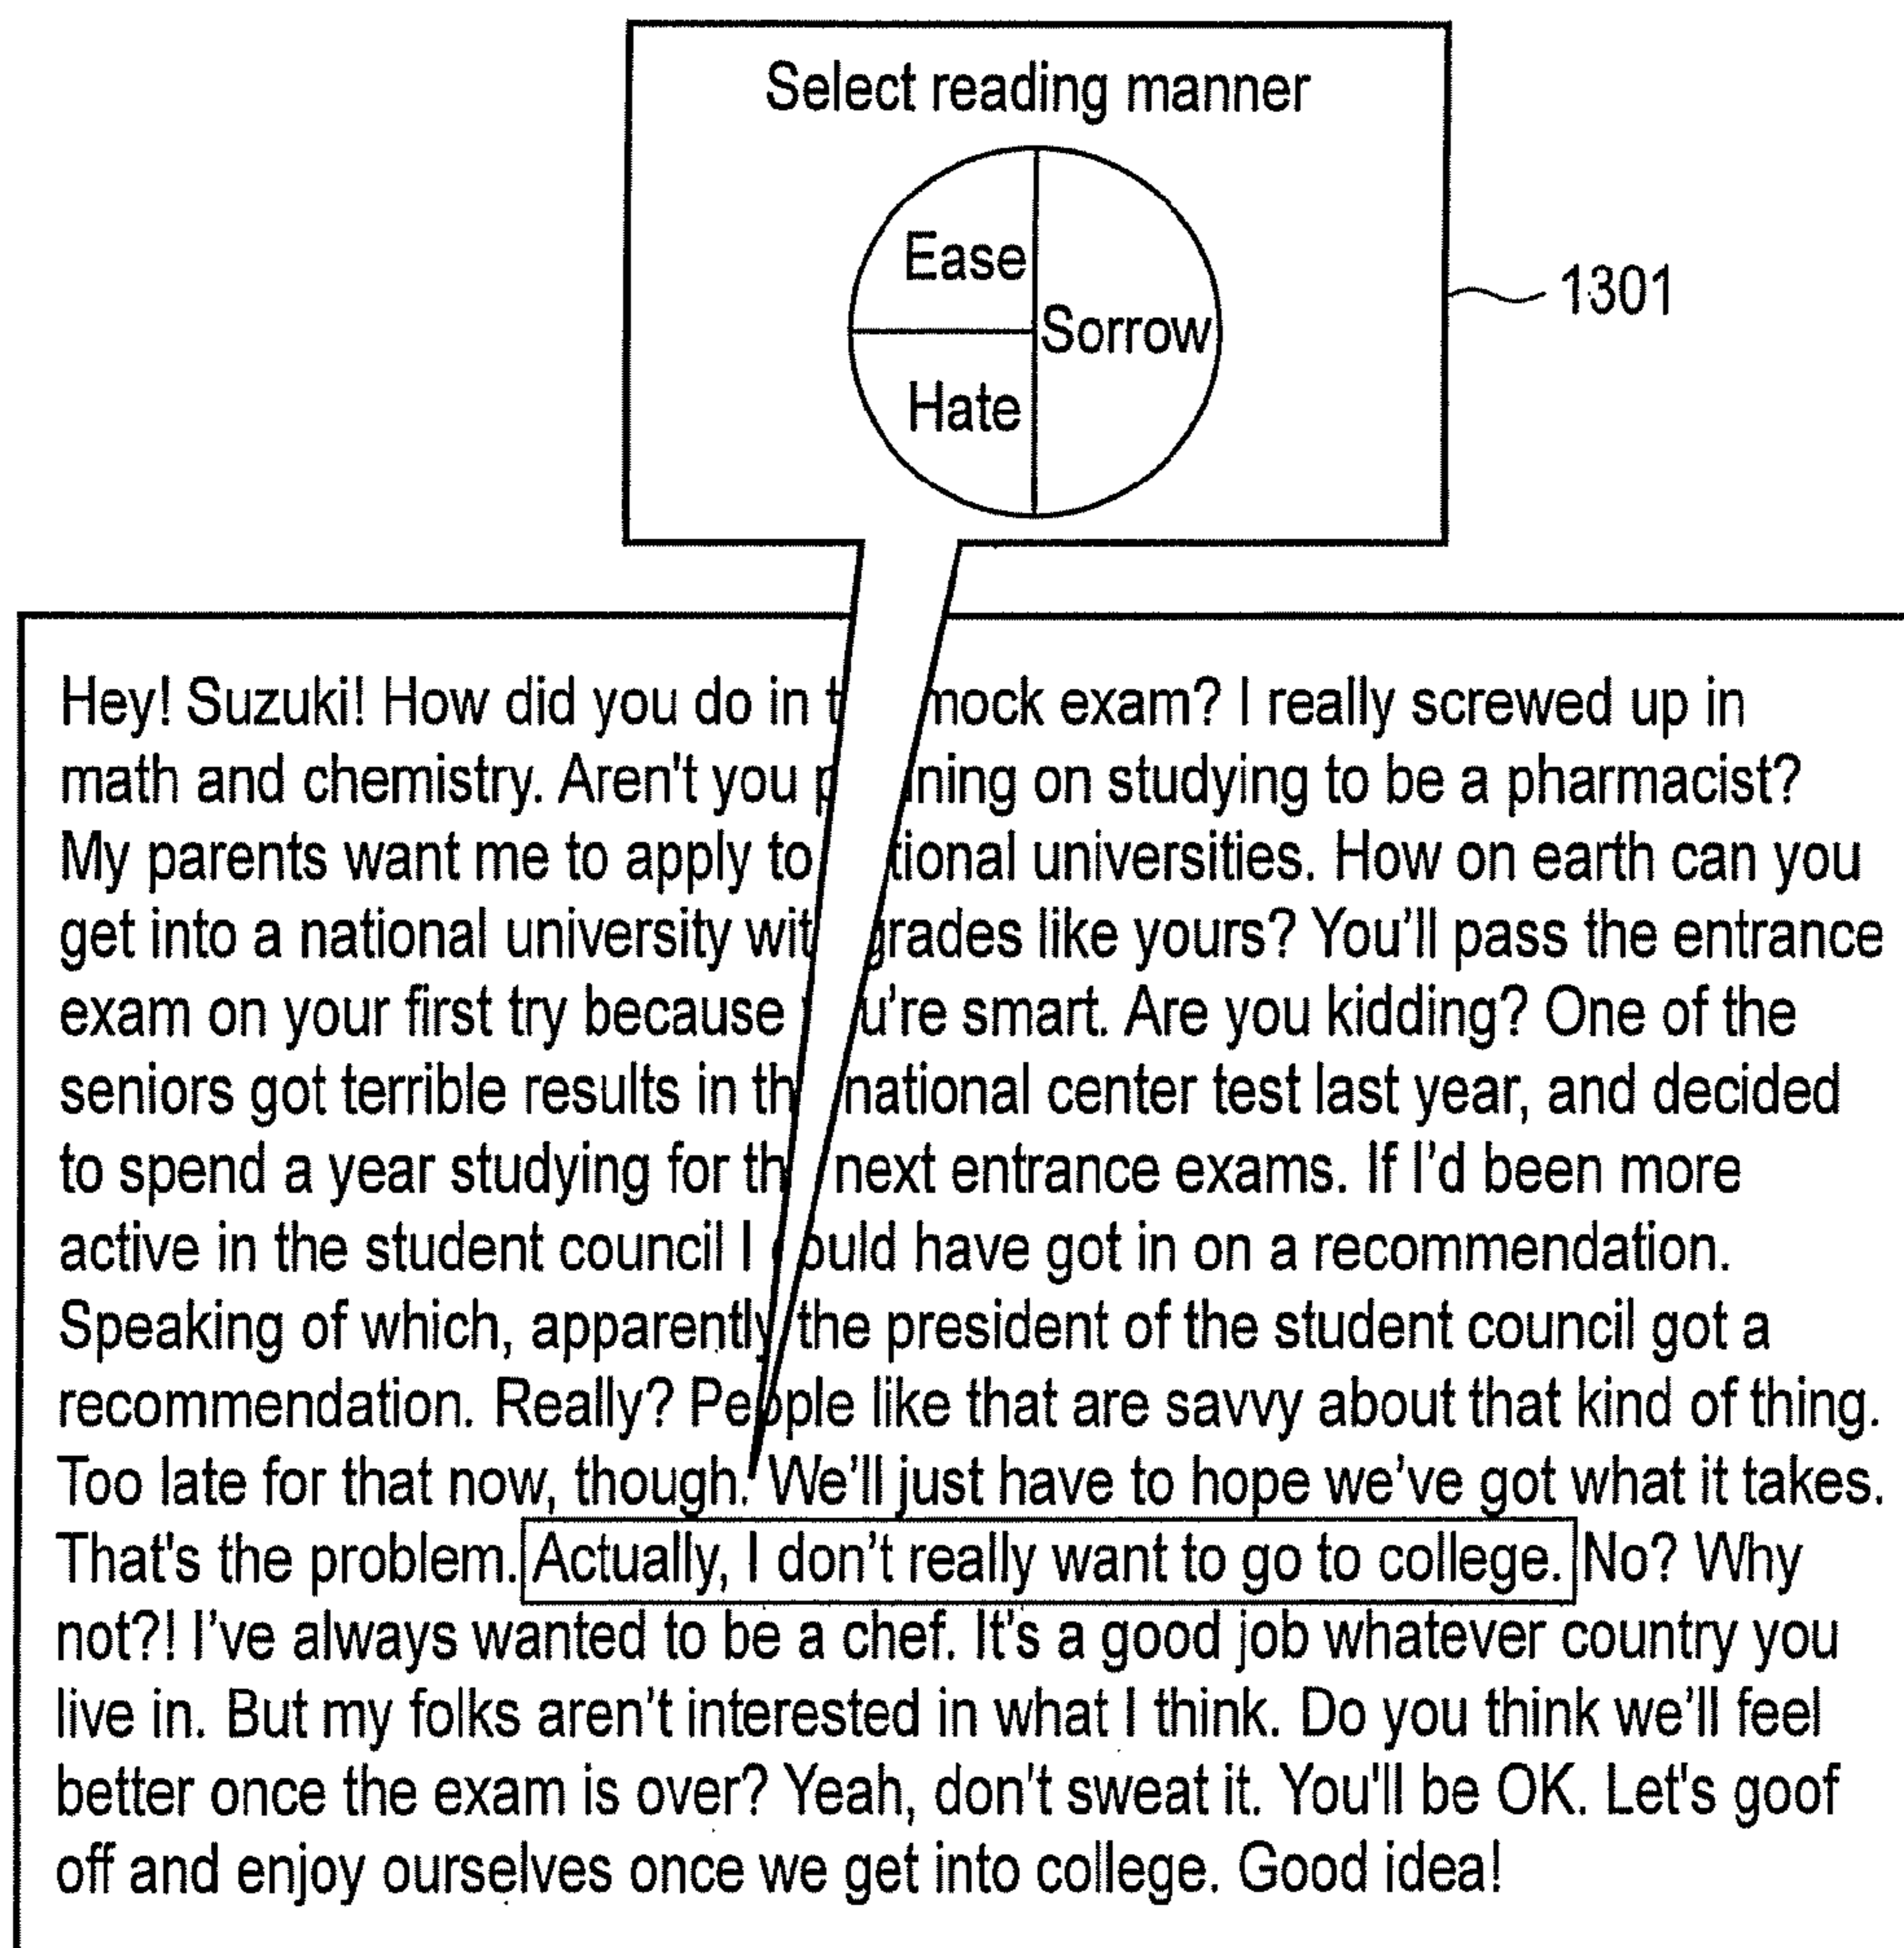 Select reading manner
Ease
Sorrow
Hate
1301
Hey! Suzuki! How did you do in t mock exam? I really screwed up in
math and chemistry. Aren't you p ning on studying to be a pharmacist?
My parents want me to apply to tional universities. How on earth can you
get into a national university wit grades like yours? You'll pass the entrance
exam on your first try because u're smart. Are you kidding? One of the
seniors got terrible results in th national center test last year, and decided
to spend a year studying for th next entrance exams. If I'd been more
active in the student council I could have got in on a recommendation.
Speaking of which, apparently the president of the student council got a
recommendation. Really? People like that are savvy about that kind of thing.
Too late for that now, though. We'll just have to hope we've got what it takes.
That's the problem. Actually, I don't really want to go to college. No? Why
not?! I've always wanted to be a chef. It's a good job whatever country you
live in. But my folks aren't interested in what I think. Do you think we'll feel
better once the exam is over? Yeah, don't sweat it. You'll be OK. Let's goof
off and enjoy ourselves once we get into college. Good idea!